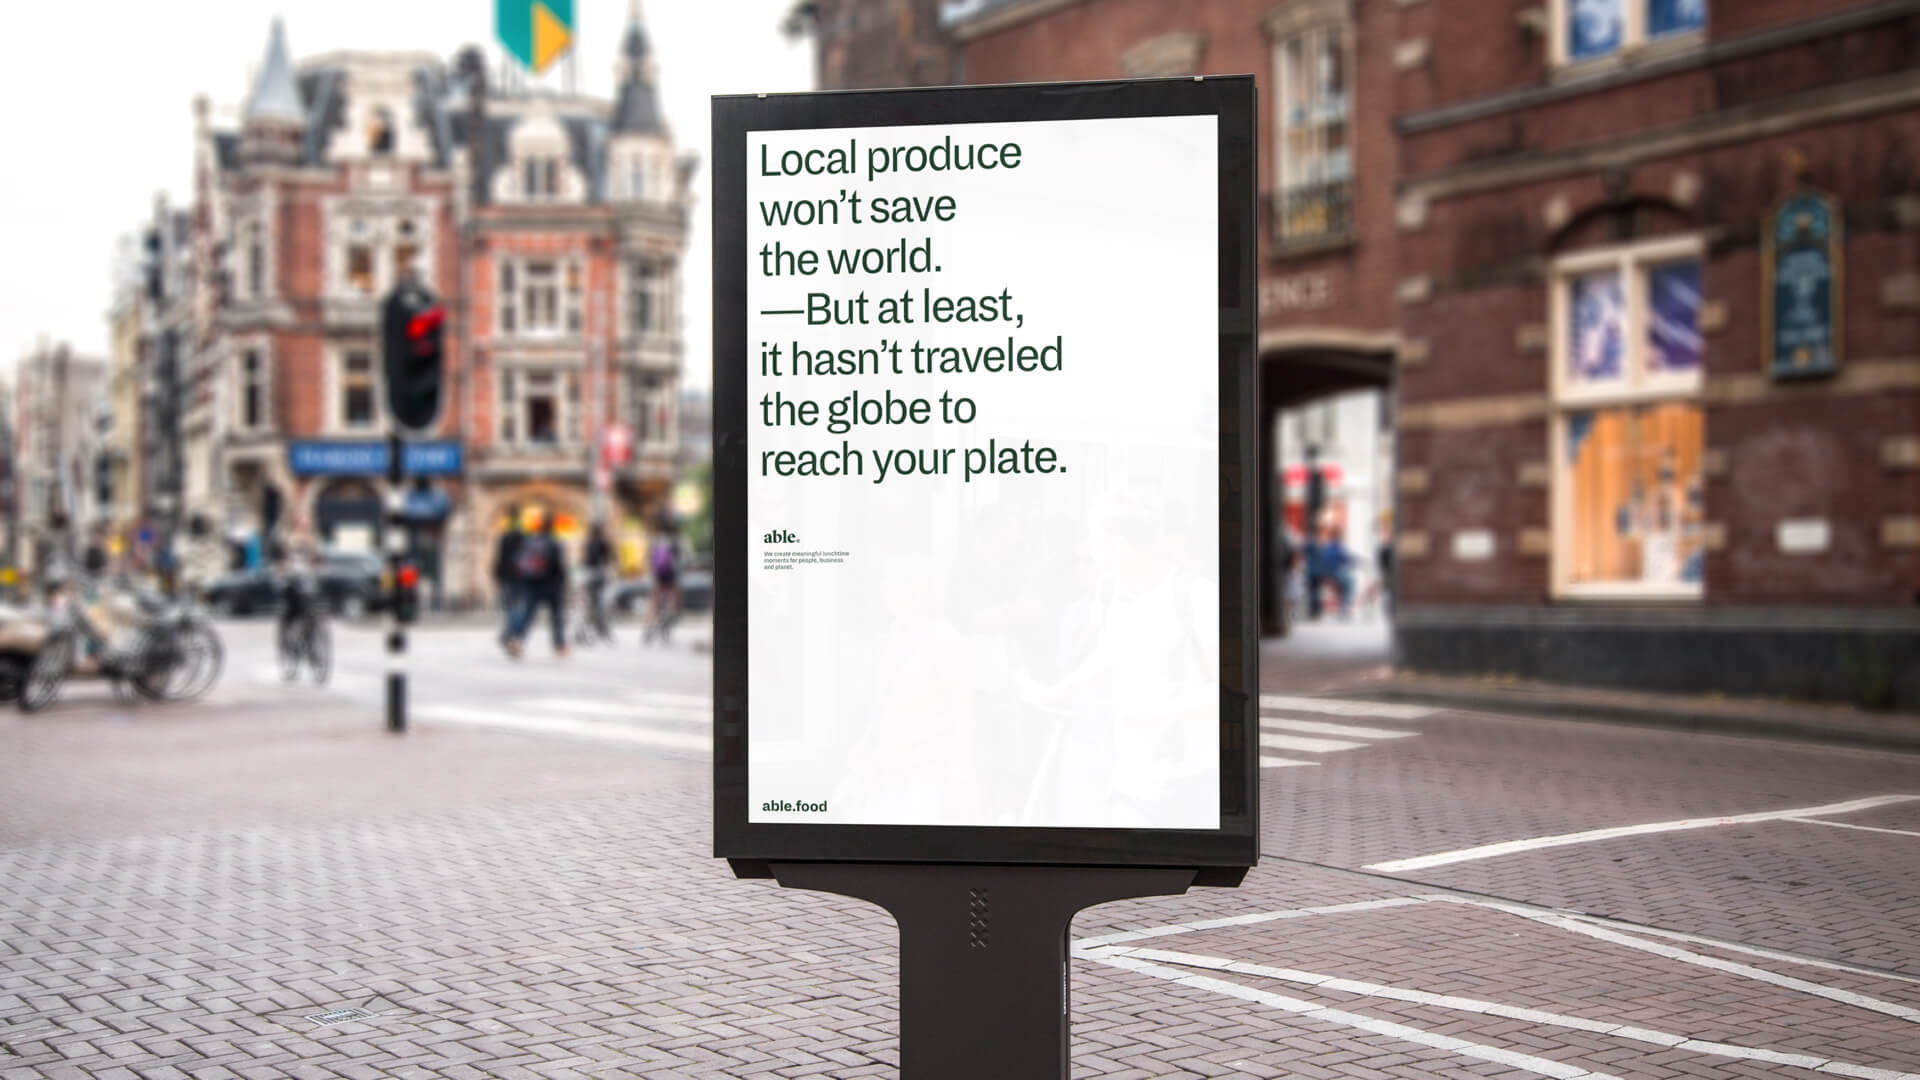 Local produce
won’t save
the world.
—But at least,
it hasn’t traveled
the globe to
reach your plate.
able.
We create meaningful lunchtime
moments for people, business
and planet.
able.food